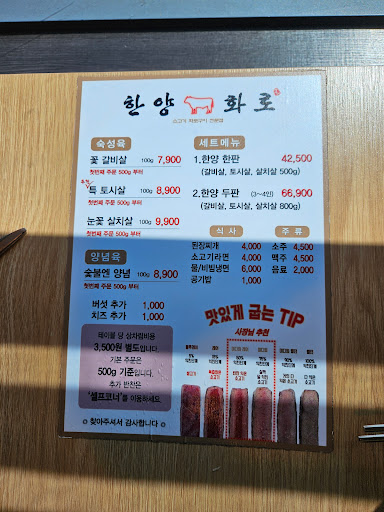 한양 화로
소고기 화로구이 전문점
숙성육
꽃 갈비살 100g 7,900
첫번째 주문 500g 부터
추천
특 토시살 100g 8,900
첫번째 주문 500g 부터
눈꽃 살치살 100g 9,900
첫번째 주문 500g 부터
양념육
숯불엔 양념 100g 8,900
버섯 추가 1,000
치즈 추가 1,000
테이블 당 상차림비용
3,500원 별도입니다.
기본 주문은
500g 기준입니다.
추가 반찬은
'셀프코너'를 이용하세요.
찾아주셔서 감사합니다
세트메뉴
1.한양 한판 42,500
(갈비살, 토시살, 살치살 500g)
2.한양 두판 (3~4인) 66,900
(갈비살, 토시살, 살치살 800g)
식 사
된장찌개 4,000
소고기라면 4,000
물/비빔냉면 6,000
공기밥 1,000
주 류
소주 4,500
맥주 4,500
음료 2,000
맛있게 굽는 TIP
사장님 추천